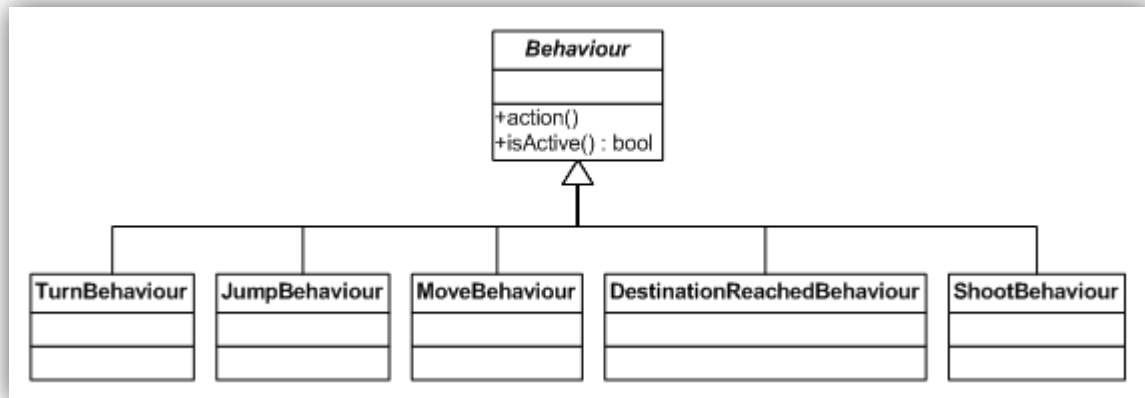 Behaviour
+action()
+isActive() : bool
TurnBehaviour
JumpBehaviour
MoveBehaviour
DestinationReachedBehaviour
ShootBehaviour